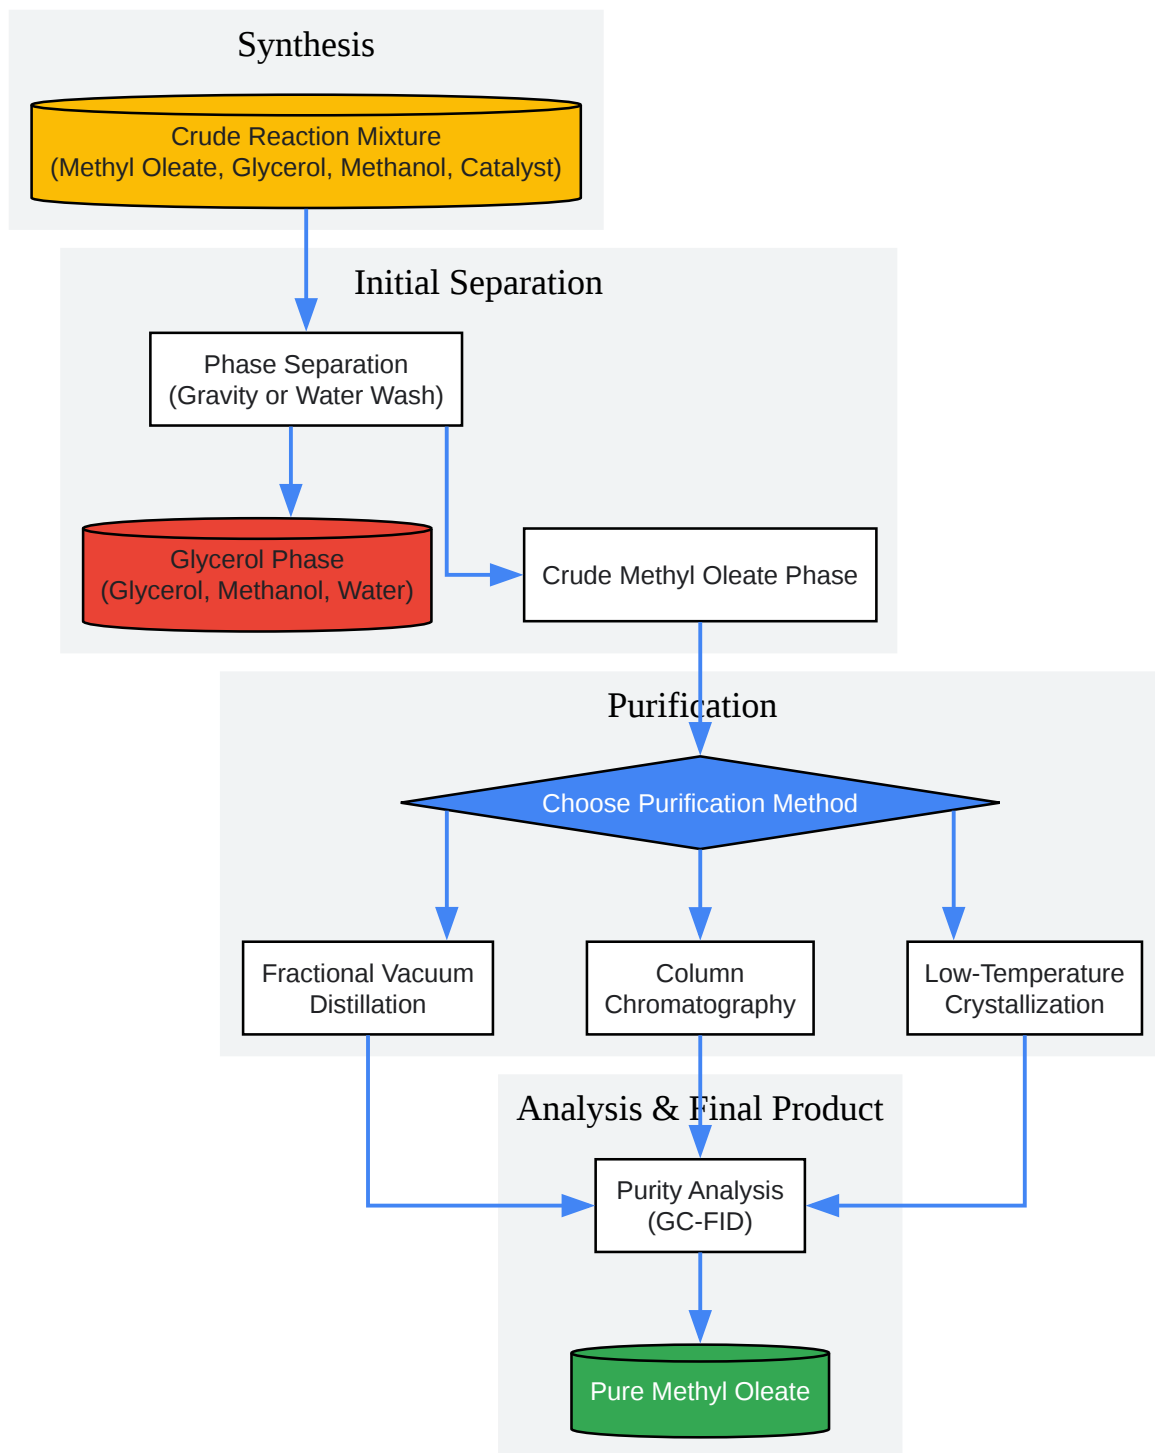 Synthesis
Crude Reaction Mixture
(Methyl Oleate, Glycerol, Methanol, Catalyst)
Initial Separation
Phase Separation
(Gravity or Water Wash)
Glycerol Phase
(Glycerol, Methanol, Water)
Crude Methyl Oleate Phase
Purification
Choose Purification Method
Fractional Vacuum
Distillation
Column
Chromatography
Low-Temperature
Crystallization
Analysis & Final Product
Purity Analysis
(GC-FID)
Pure Methyl Oleate